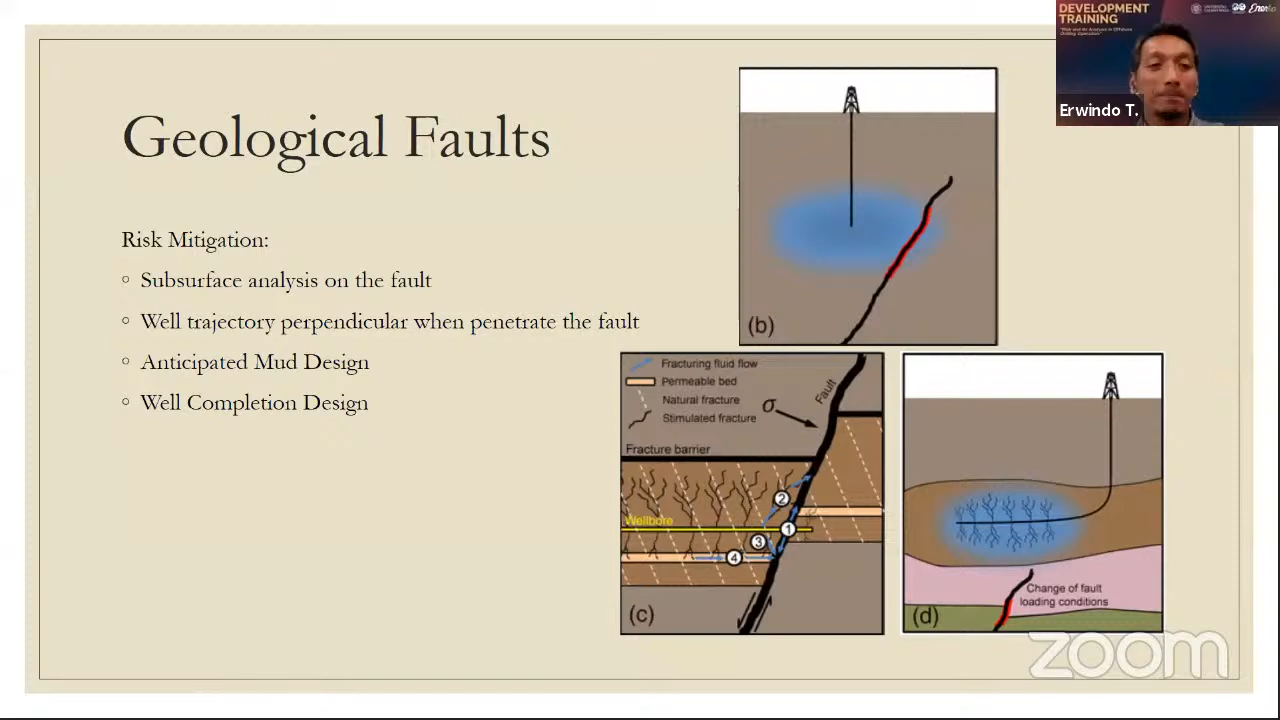 DEVELOPMENT
TRAINING
Erwindo T.
Geological Faults
Risk Mitigation:
◦ Subsurface analysis on the fault
◦ Well trajectory perpendicular when penetrate the fault
◦ Anticipated Mud Design
◦ Well Completion Design
(b)
Fracturing fluid flow
Permeable bed
Natural fracture
Stimulated fracture
σ
Fault
Fracture barrier
Wellbore
2
1
3
4
(c)
Change of fault
loading conditions
(d)
zoom